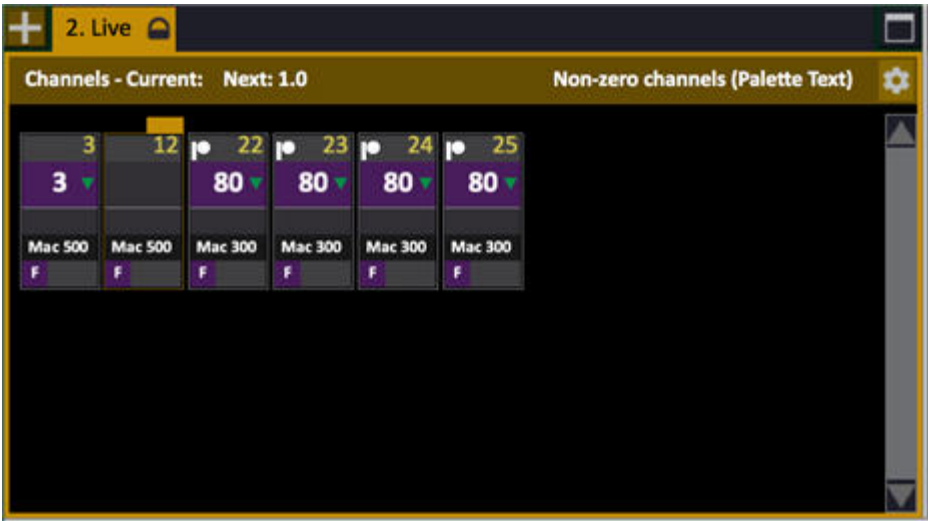 2. Live
Channels - Current: Next: 1.0 Non-zero channels (Palette Text)
3 12 22 23 24 25
3 80 80 80 80
Mac 500 Mac 500 Mac 300 Mac 300 Mac 300 Mac 300
F F F F F F